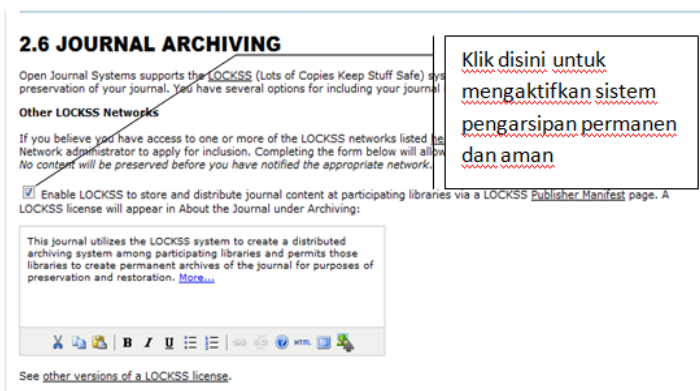 2.6 JOURNAL ARCHIVING
Open Journal Systems supports the LOCKSS (Lots of Copies Keep Stuff Safe)
preservation of your journal. You have several options for including your journal
Other LOCKSS Networks
If you believe you have access to one or more of the LOCKSS networks listed
Network administrator to apply for inclusion. Completing the form below will allow
No content will be preserved before you have notified the appropriate network.
Enable LOCKSS to store and distribute journal content at participating libraries via a LOCKSS Publisher Manifest page. A
LOCKSS license will appear in About the Journal under Archiving:
This journal utilizes the LOCKSS system to create a distributed
archiving system among participating libraries and permits those
libraries to create permanent archives of the journal for purposes of
preservation and restoration. More...
B I U HTML
See other versions of a LOCKSS license.
Klik disini untuk
mengaktifkan sistem
pengarsipan permanen
dan aman